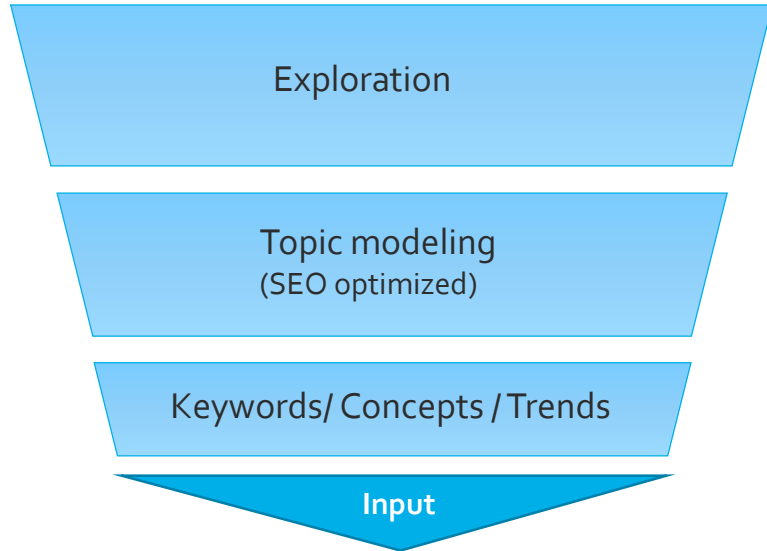 Exploration
Topic modeling
(SEO optimized)
Keywords/ Concepts / Trends
Input